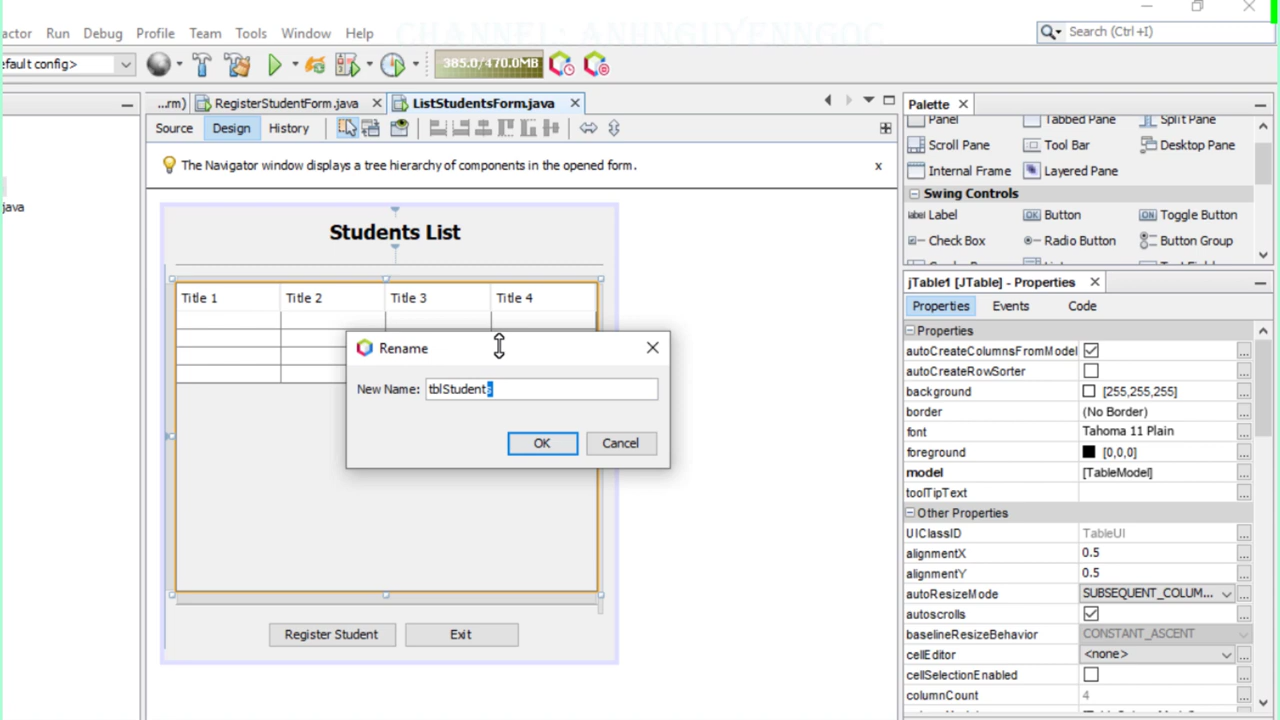 CHANNEL: ANHNGUYENNGOC
actor Run Debug Profile Team Tools Window Help
Search (Ctrl+I)
efault config>
385.0/470.0MB
...rm) RegisterStudentForm.java ListStudentsForm.java
Palette
Source Design History
Panel Tabbed Pane Split Pane
Scroll Pane Tool Bar Desktop Pane
The Navigator window displays a tree hierarchy of components in the opened form. x
Internal Frame Layered Pane
Swing Controls
java
label Label OK Button ON Toggle Button
Check Box Radio Button Button Group
Students List
jTable1 [JTable] - Properties
Properties Events Code
Title 1 Title 2 Title 3 Title 4
Rename
New Name: tblStudents
OK Cancel
Properties
autoCreateColumnsFromModel ...
autoCreateRowSorter ...
background [255,255,255] ...
border (No Border) ...
font Tahoma 11 Plain ...
foreground [0,0,0] ...
model [TableModel] ...
toolTipText ...
Other Properties
UIClassID TableUI ...
alignmentX 0.5 ...
alignmentY 0.5 ...
autoResizeMode SUBSEQUENT_COLUM... ...
autoscrolls ...
baselineResizeBehavior CONSTANT_ASCENT ...
cellEditor <none> ...
cellSelectionEnabled ...
columnCount 4 ...
Register Student Exit